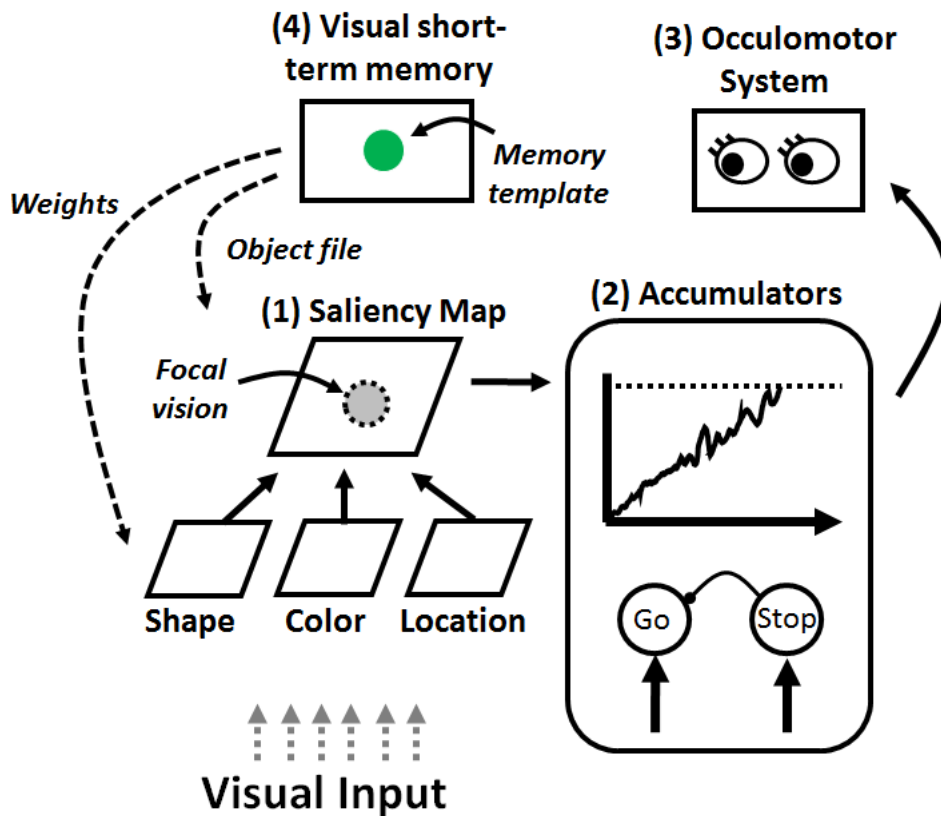 (4) Visual short-
term memory
(3) Occulomotor
System
Memory
template
Weights
Object file
(1) Saliency Map
(2) Accumulators
Focal
vision
Shape
Color
Location
Go
Stop
Visual Input